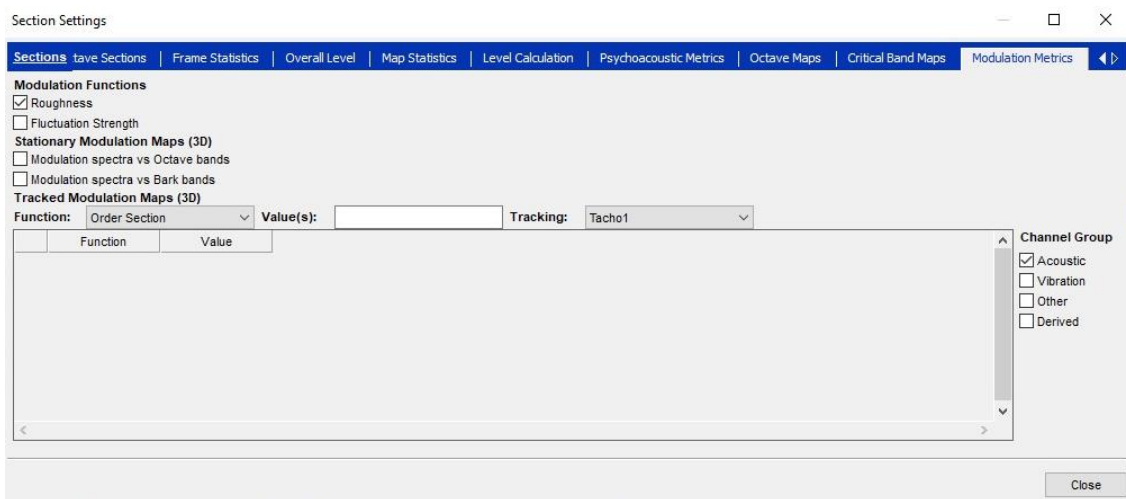 Section Settings
Sections tave Sections Frame Statistics Overall Level Map Statistics Level Calculation Psychoacoustic Metrics Octave Maps Critical Band Maps Modulation Metrics
Modulation Functions
Roughness
Fluctuation Strength
Stationary Modulation Maps (3D)
Modulation spectra vs Octave bands
Modulation spectra vs Bark bands
Tracked Modulation Maps (3D)
Function: Order Section Value(s): Tracking: Tacho1
Function Value
Channel Group
Acoustic
Vibration
Other
Derived
Close